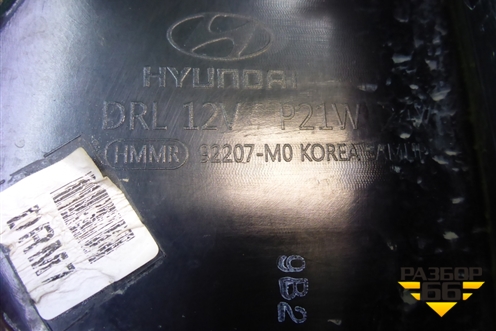 HYUNDAI
DRL 12V P21W
HMMR 92207-M0 KOREA
9B2
РАЗБОР
66